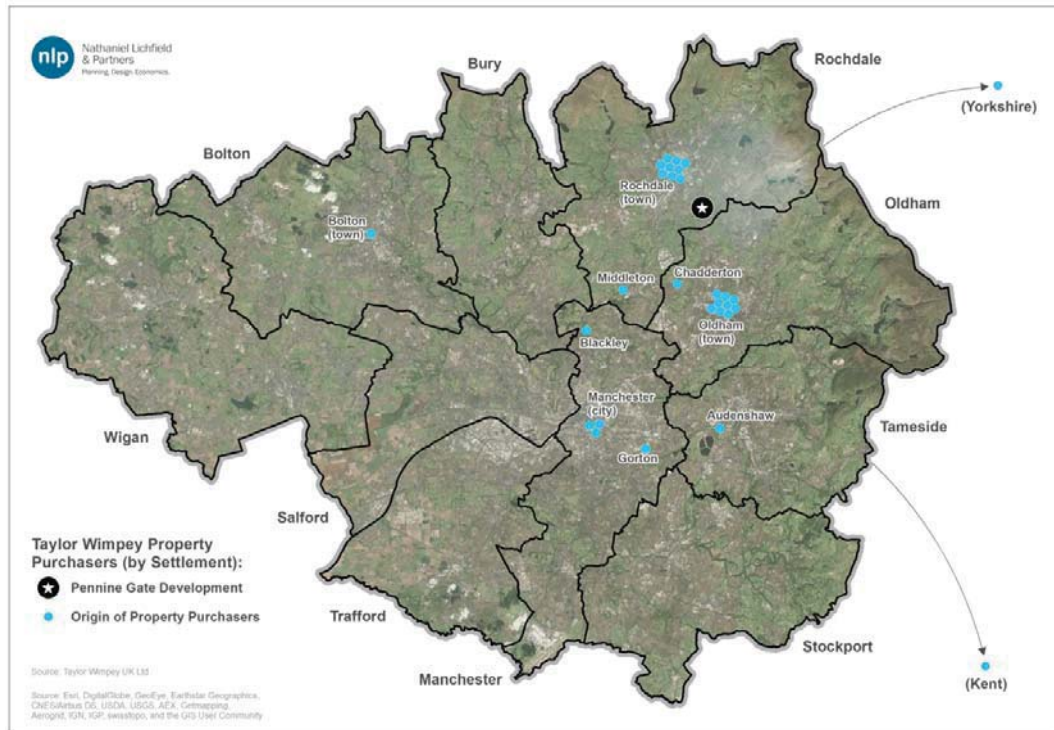 nlp
Nathaniel Lichfield
& Partners
Planning. Design. Economics.
Bury
Rochdale
(Yorkshire)
Bolton
Rochdale
(town)
Oldham
Bolton
(town)
Middleton
Chadderton
Oldham
(town)
Blackley
Manchester
(city)
Audenshaw
Tameside
Wigan
Gorton
Salford
Taylor Wimpey Property
Purchasers (by Settlement):
Pennine Gate Development
Origin of Property Purchasers
Trafford
Stockport
Manchester
(Kent)
Source: Taylor Wimpey UK Ltd
Source: Esri, DigitalGlobe, GeoEye, Earthstar Geographics,
CNES/Airbus DS, USDA, USGS, AEX, Getmapping,
Aerogrid, IGN, IGP, swisstopo, and the GIS User Community